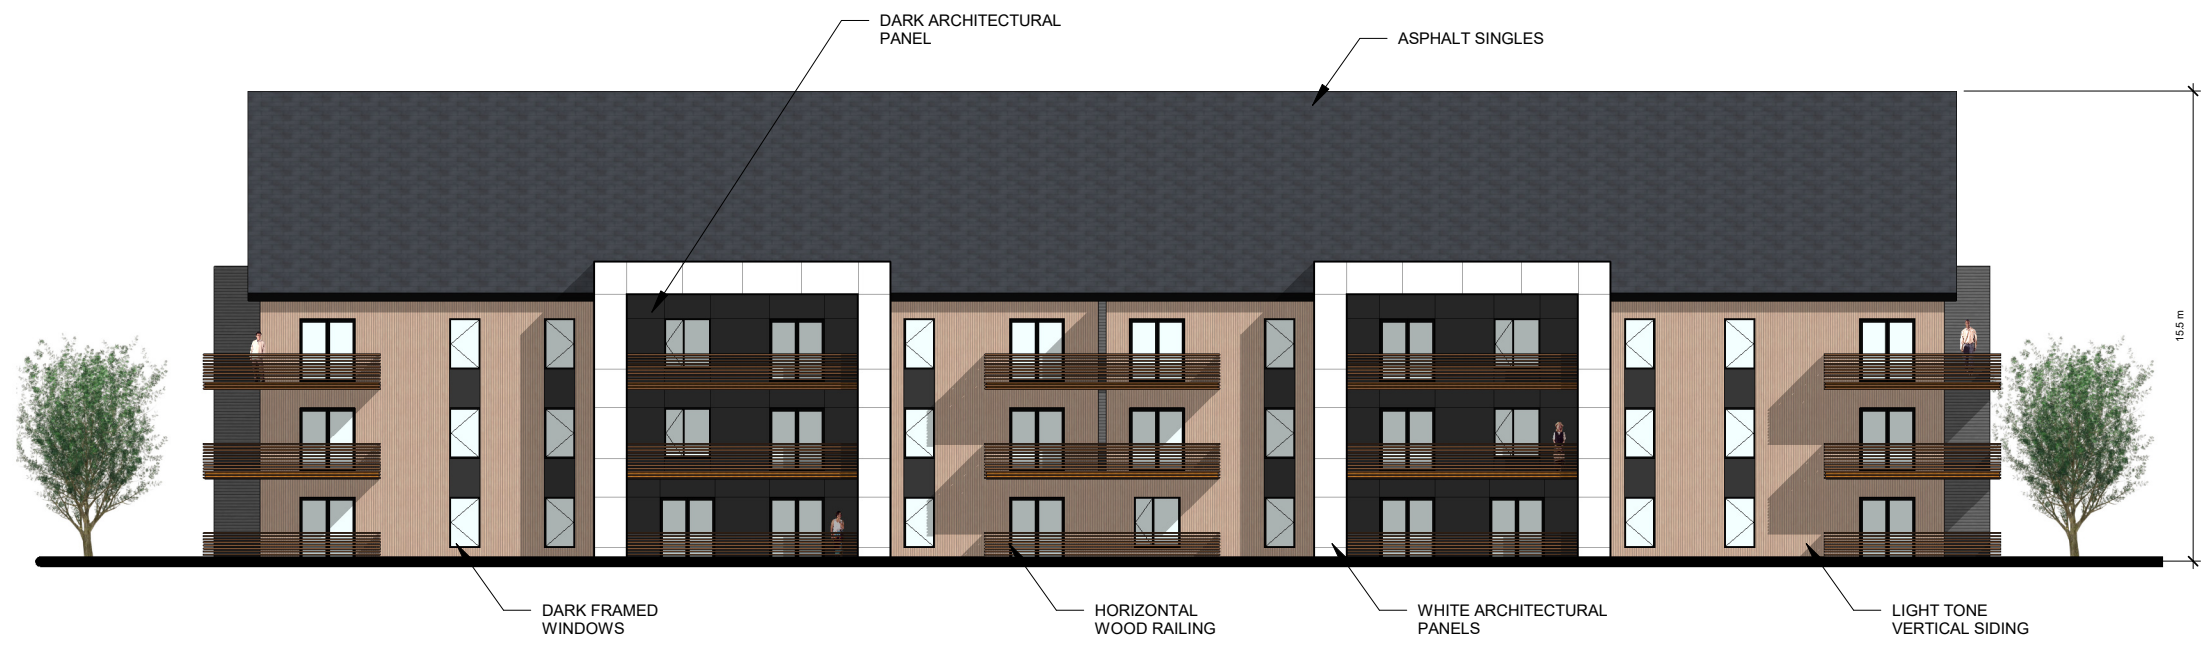 DARK ARCHITECTURAL
PANEL
ASPHALT SINGLES
15.5 m
DARK FRAMED
WINDOWS
HORIZONTAL
WOOD RAILING
WHITE ARCHITECTURAL
PANELS
LIGHT TONE
VERTICAL SIDING